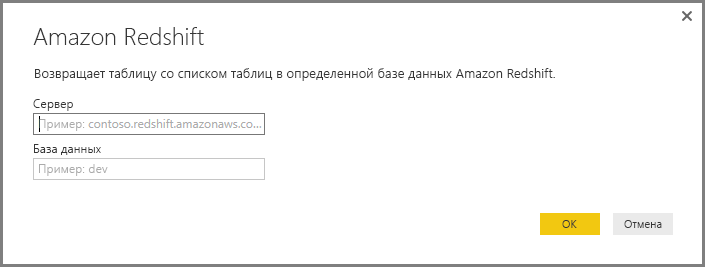 Amazon Redshift
Возвращает таблицу со списком таблиц в определенной базе данных Amazon Redshift.
Сервер
Пример: contoso.redshift.amazonaws.co...
База данных
Пример: dev
ОК
Отмена